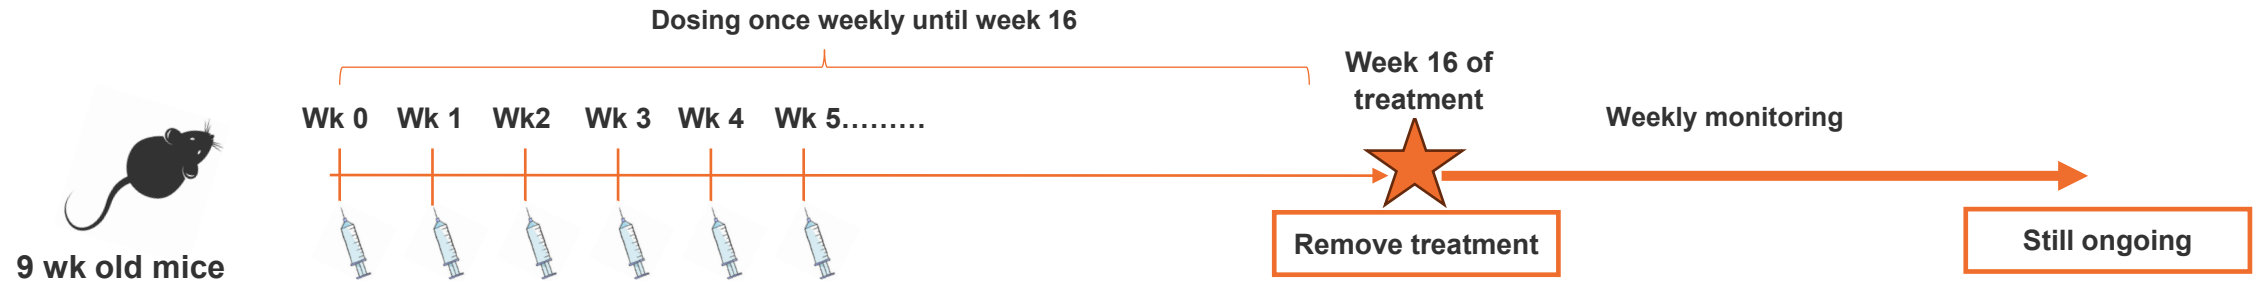 Dosing once weekly until week 16
Week 16 of
treatment
Wk 0 Wk 1 Wk2 Wk 3 Wk 4 Wk 5.........
Weekly monitoring
Remove treatment
Still ongoing
9 wk old mice